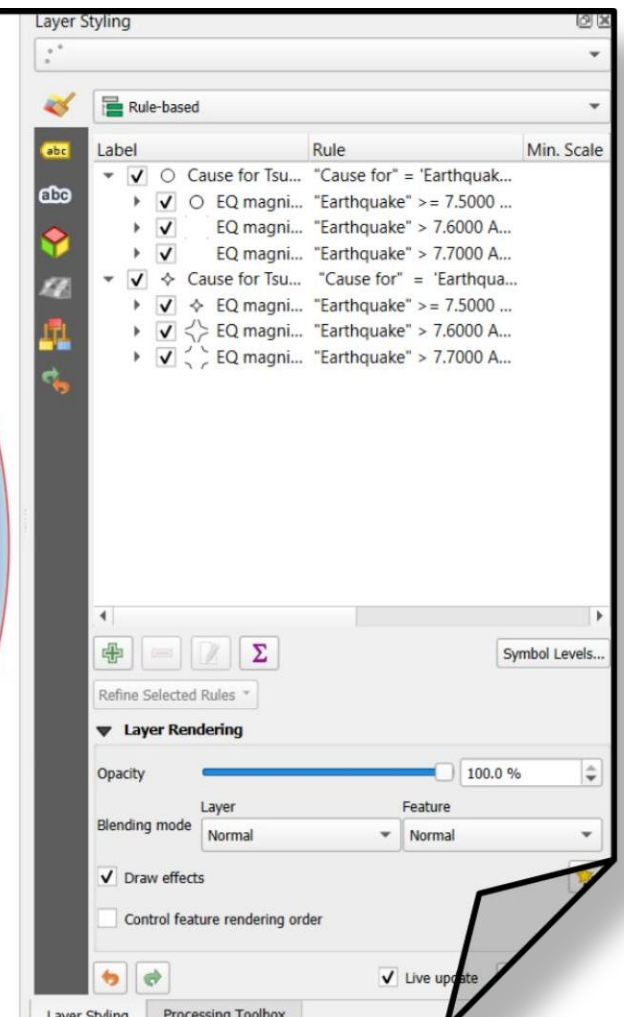 Layer Styling
Rule-based
abc
abc
Label Rule Min. Scale
Cause for Tsu... "Cause for" = 'Earthquak...
EQ magni... "Earthquake" >= 7.5000 ...
EQ magni... "Earthquake" > 7.6000 A...
EQ magni... "Earthquake" > 7.7000 A...
Cause for Tsu... "Cause for" = 'Earthqua...
EQ magni... "Earthquake" >= 7.5000 ...
EQ magni... "Earthquake" > 7.6000 A...
EQ magni... "Earthquake" > 7.7000 A...
Σ Symbol Levels...
Refine Selected Rules
Layer Rendering
Opacity 100.0 %
Layer Feature
Blending mode Normal Normal
Draw effects
Control feature rendering order
Live update
Layer Styling Processing Toolbox